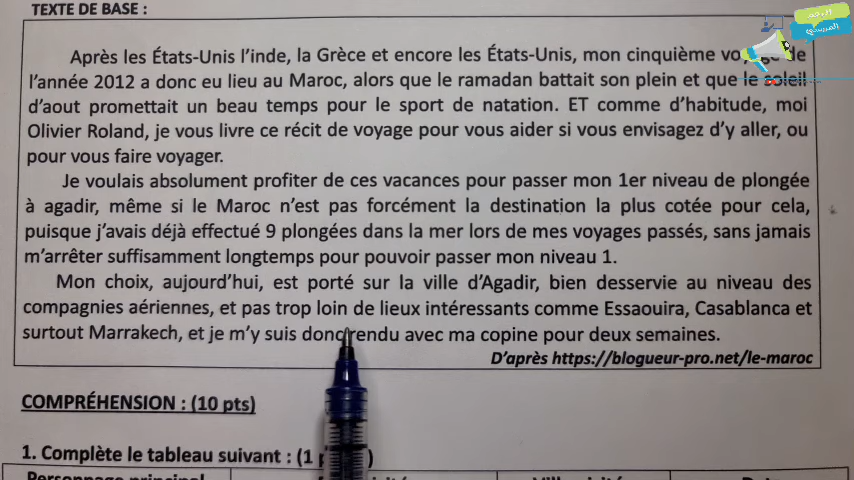 TEXTE DE BASE :
Après les États-Unis l'inde, la Grèce et encore les États-Unis, mon cinquième de
l'année 2012 a donc eu lieu au Maroc, alors que le ramadan battait son plein et que le soleil
d'aout promettait un beau temps pour le sport de natation. ET comme d'habitude, moi
Olivier Roland, je vous livre ce récit de voyage pour vous aider si vous envisagez d'y aller, ou
pour vous faire voyager.
Je voulais absolument profiter de ces vacances pour passer mon 1er niveau de plongée
à agadir, même si le Maroc n'est pas forcément la destination la plus cotée pour cela,
puisque j'avais déjà effectué 9 plongées dans la mer lors de mes voyages passés, sans jamais
m'arrêter suffisamment longtemps pour pouvoir passer mon niveau 1.
Mon choix, aujourd'hui, est porté sur la ville d'Agadir, bien desservie au niveau des
compagnies aériennes, et pas trop loin de lieux intéressants comme Essaouira, Casablanca et
surtout Marrakech, et je m'y suis donc rendu avec ma copine pour deux semaines.
D'après https://blogueur-pro.net/le-maroc
COMPRÉHENSION : (10 pts)
1. Complète le tableau suivant : (1 )
Personnage principal